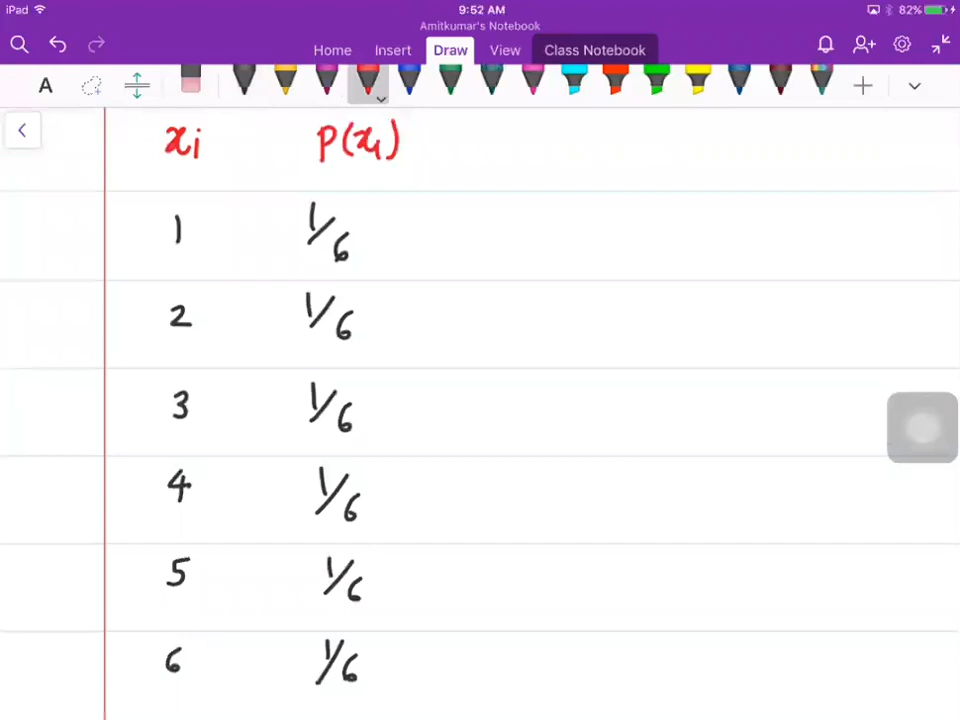 iPad 9:52 AM 82%
Amitkumar's Notebook
Home Insert Draw View Class Notebook
A
xi P(xi)
1 1/6
2 1/6
3 1/6
4 1/6
5 1/6
6 1/6